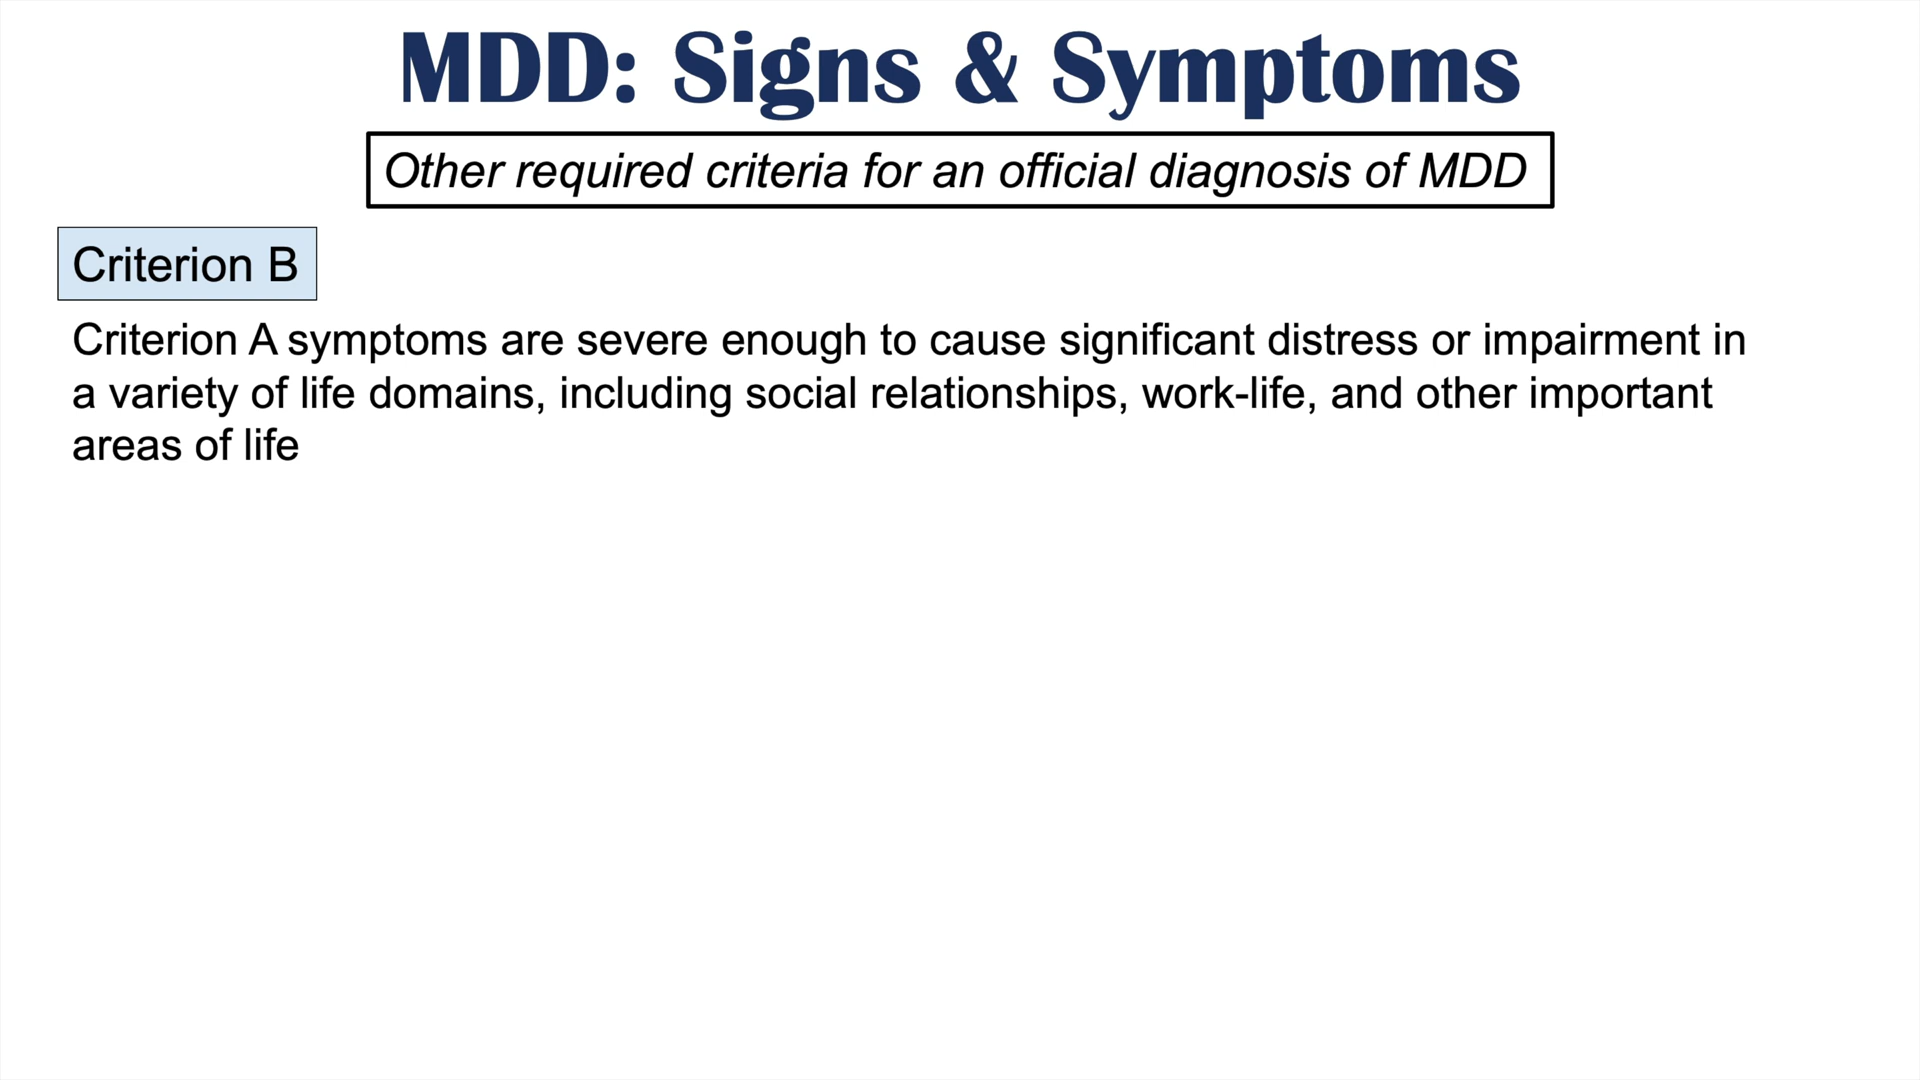 MDD: Signs & Symptoms
Other required criteria for an official diagnosis of MDD
Criterion B
Criterion A symptoms are severe enough to cause significant distress or impairment in
a variety of life domains, including social relationships, work-life, and other important
areas of life